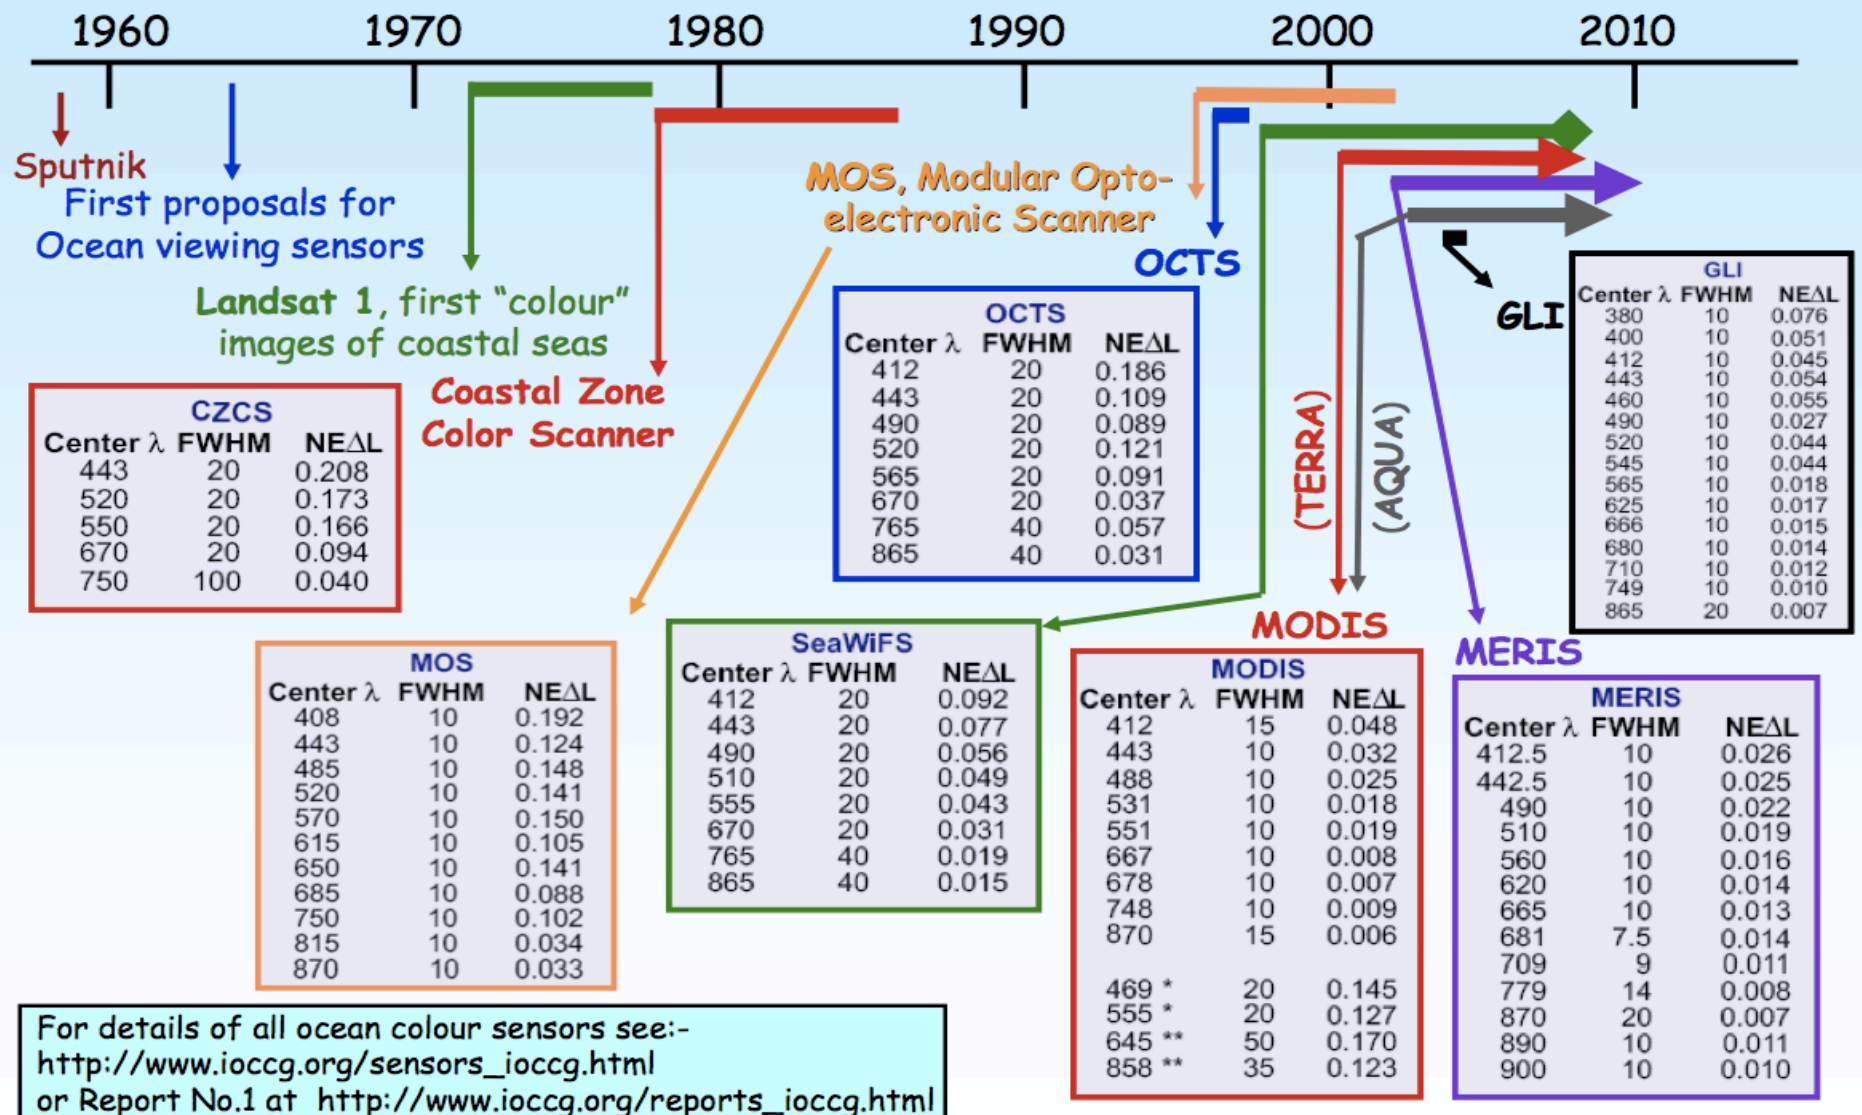 1960 1970 1980 1990 2000 2010
Sputnik
First proposals for
Ocean viewing sensors
Landsat 1, first “colour”
images of coastal seas
Coastal Zone
Color Scanner
MOS, Modular Opto-
electronic Scanner
OCTS
GLI
(TERRA)
(AQUA)
MODIS
MERIS
CZCS
Center λ FWHM NEΔL
443 20 0.208
520 20 0.173
550 20 0.166
670 20 0.094
750 100 0.040
MOS
Center λ FWHM NEΔL
408 10 0.192
443 10 0.124
485 10 0.148
520 10 0.141
570 10 0.150
615 10 0.105
650 10 0.141
685 10 0.088
750 10 0.102
815 10 0.034
870 10 0.033
OCTS
Center λ FWHM NEΔL
412 20 0.186
443 20 0.109
490 20 0.089
520 20 0.121
565 20 0.091
670 20 0.037
765 40 0.057
865 40 0.031
SeaWiFS
Center λ FWHM NEΔL
412 20 0.092
443 20 0.077
490 20 0.056
510 20 0.049
555 20 0.043
670 20 0.031
765 40 0.019
865 40 0.015
MODIS
Center λ FWHM NEΔL
412 15 0.048
443 10 0.032
488 10 0.025
531 10 0.018
551 10 0.019
667 10 0.008
678 10 0.007
748 10 0.009
870 15 0.006
469 * 20 0.145
555 * 20 0.127
645 ** 50 0.170
858 ** 35 0.123
MERIS
Center λ FWHM NEΔL
412.5 10 0.026
442.5 10 0.025
490 10 0.022
510 10 0.019
560 10 0.016
620 10 0.014
665 10 0.013
681 7.5 0.014
709 9 0.011
779 14 0.008
870 20 0.007
890 10 0.011
900 10 0.010
GLI
Center λ FWHM NEΔL
380 10 0.076
400 10 0.051
412 10 0.045
443 10 0.054
460 10 0.055
490 10 0.027
520 10 0.044
545 10 0.044
565 10 0.018
625 10 0.017
666 10 0.015
680 10 0.014
710 10 0.012
749 10 0.010
865 20 0.007
For details of all ocean colour sensors see:-
http://www.ioccg.org/sensors_ioccg.html
or Report No.1 at http://www.ioccg.org/reports_ioccg.html